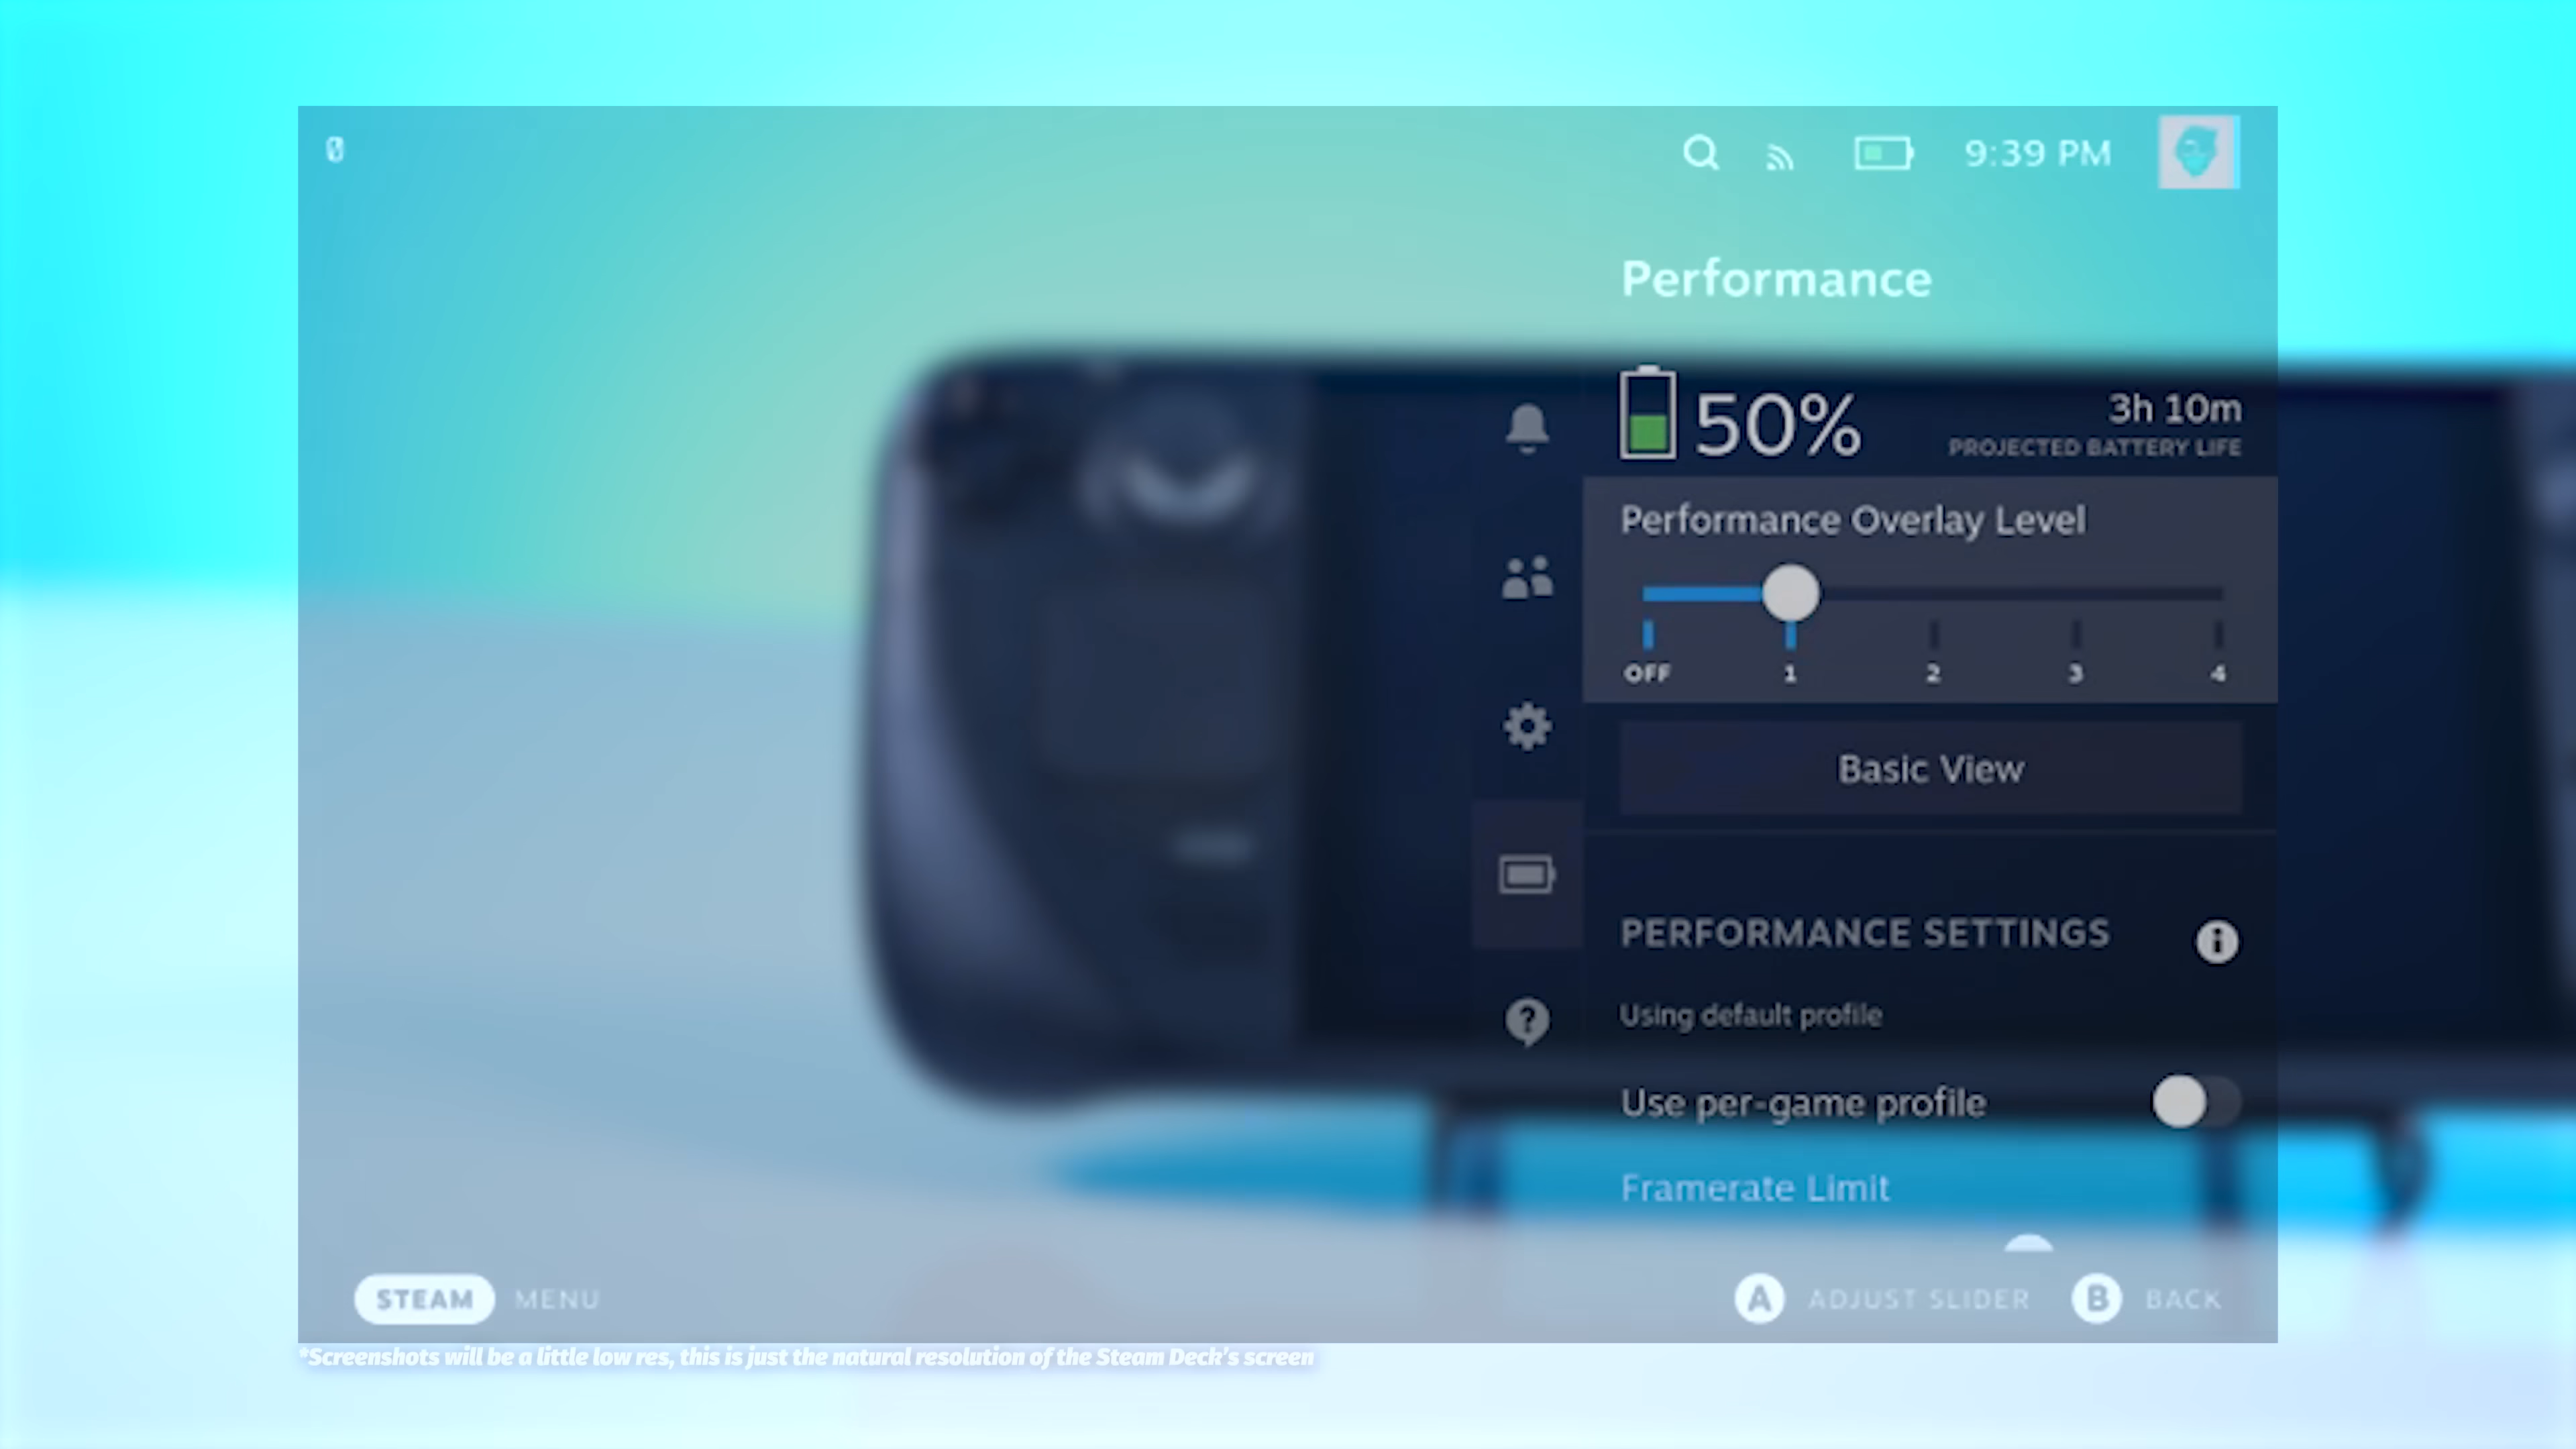 0
9:39 PM
Performance
50%
3h 10m
PROJECTED BATTERY LIFE
Performance Overlay Level
OFF 1 2 3 4
Basic View
PERFORMANCE SETTINGS
Using default profile
Use per-game profile
Framerate Limit
STEAM MENU
A ADJUST SLIDER B BACK
*Screenshots will be a little low res, this is just the natural resolution of the Steam Deck's screen